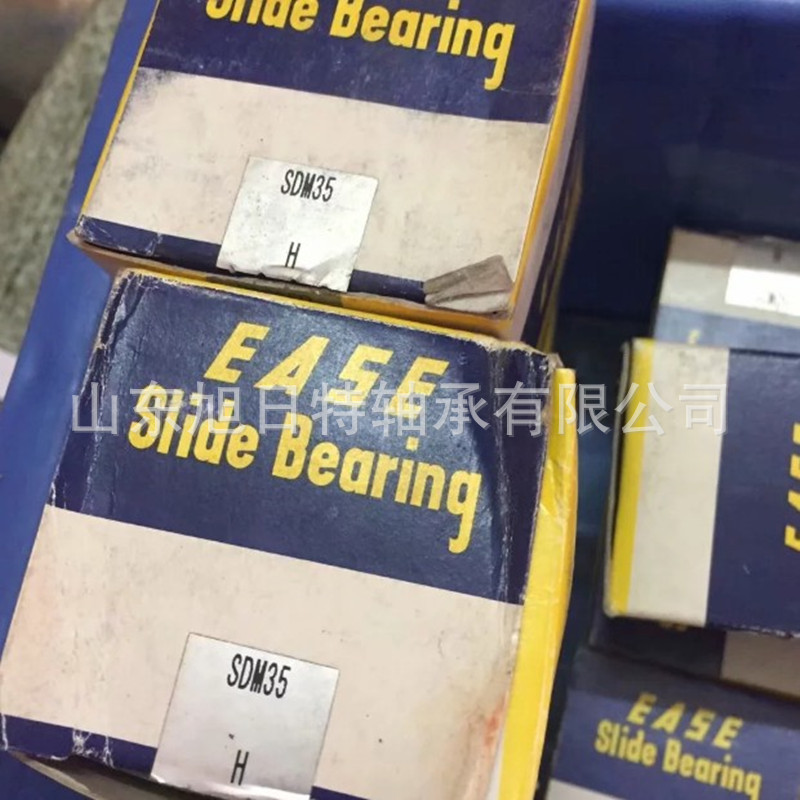 Slide Bearing
SDM35
H
EASE
Slide Bearing
山东旭日特轴承有限公司
SDM35
H
EASE
EASE
Slide Bearing